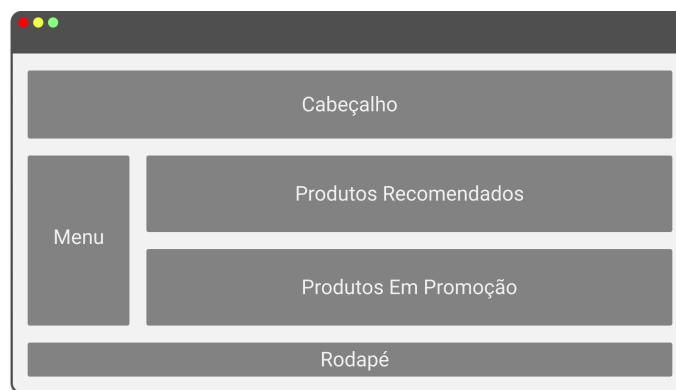 Cabeçalho
Menu
Produtos Recomendados
Produtos Em Promoção
Rodapé